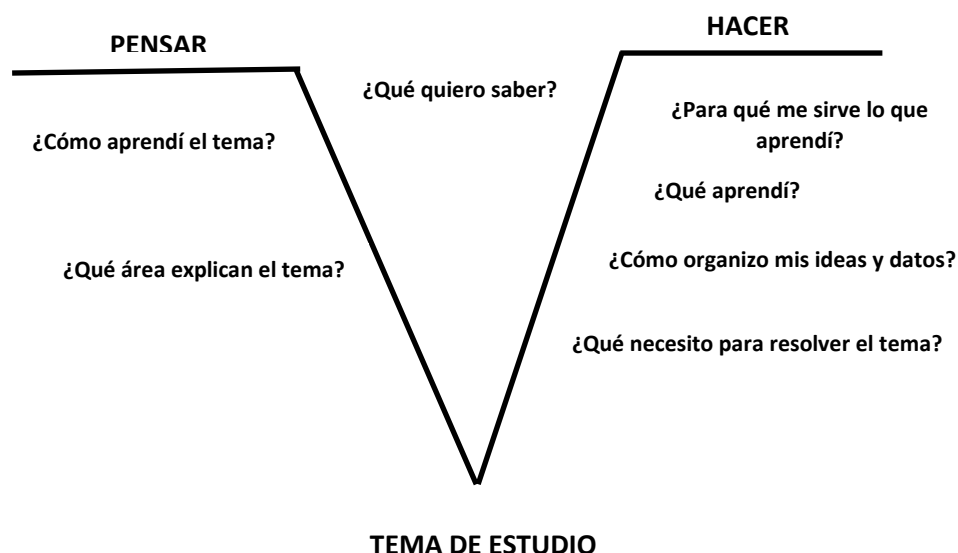 PENSAR
HACER
¿Qué quiero saber?
¿Cómo aprendí el tema?
¿Para qué me sirve lo que
aprendí?
¿Qué aprendí?
¿Qué área explican el tema?
¿Cómo organizo mis ideas y datos?
¿Qué necesito para resolver el tema?
TEMA DE ESTUDIO